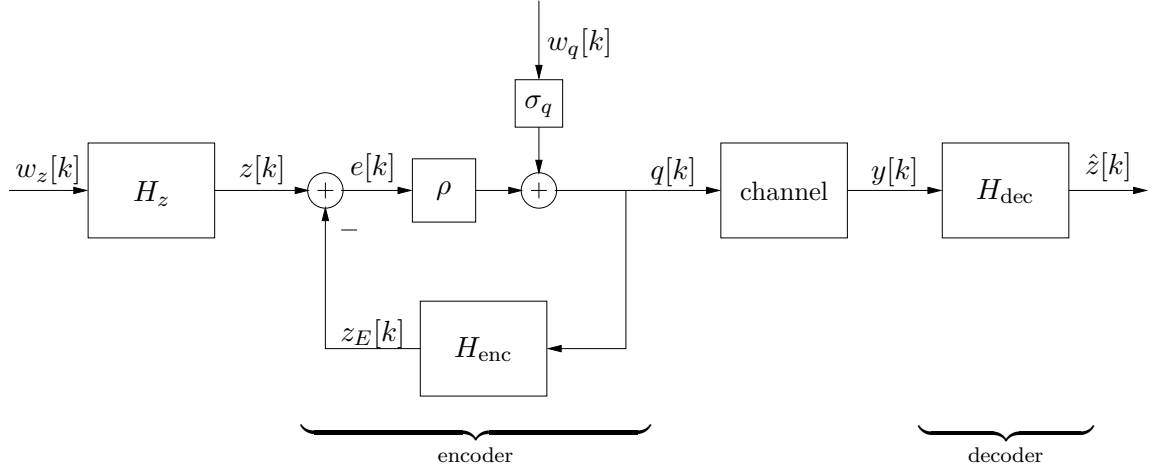 w_q[k]
σ_q
w_z[k]
H_z
z[k]
+
e[k]
ρ
+
q[k]
channel
y[k]
H_dec
ẑ[k]
−
z_E[k]
H_enc
encoder
decoder